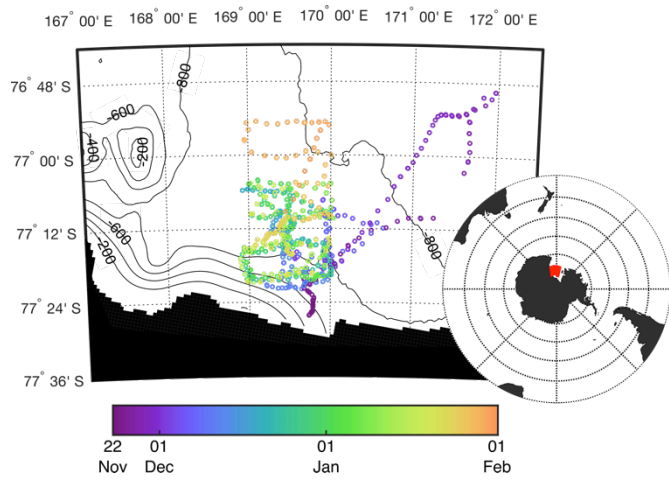 167° 00' E 168° 00' E 169° 00' E 170° 00' E 171° 00' E 172° 00' E
76° 48' S
77° 00' S
77° 12' S
77° 24' S
77° 36' S
-800
-600
-400
-200
-600
-200
-800
22 01 01 01
Nov Dec Jan Feb